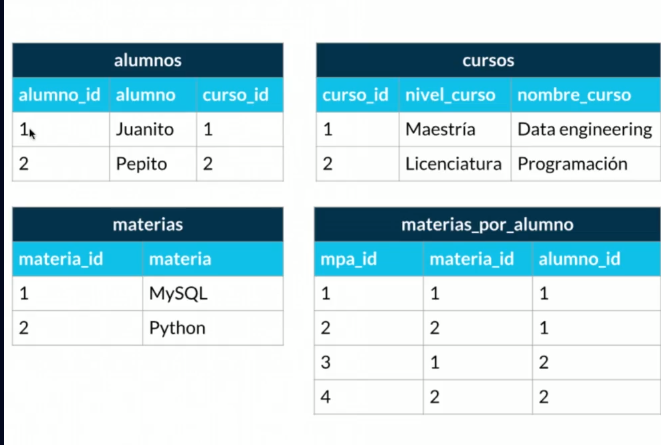 alumnos
alumno_id alumno curso_id
1 Juanito 1
2 Pepito 2
cursos
curso_id nivel_curso nombre_curso
1 Maestría Data engineering
2 Licenciatura Programación
materias
materia_id materia
1 MySQL
2 Python
materias_por_alumno
mpa_id materia_id alumno_id
1 1 1
2 2 1
3 1 2
4 2 2